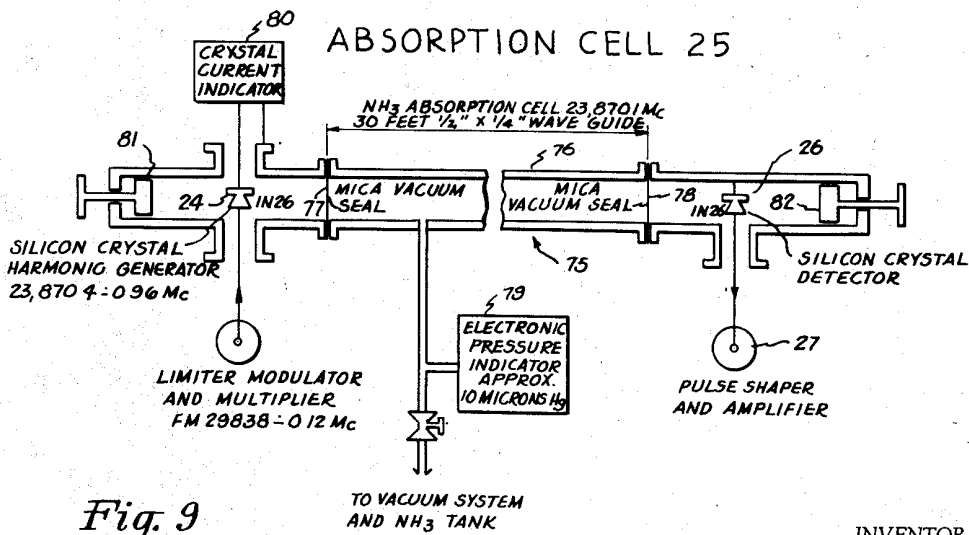 80
ABSORPTION CELL 25
CRYSTAL
CURRENT
INDICATOR
NH3 ABSORPTION CELL 23,870.1 MC
30 FEET 1/2" X 1/4" WAVE GUIDE
81
76
26
24
1N26
77
MICA VACUUM
SEAL
MICA
VACUUM SEAL
78
1N26
82
SILICON CRYSTAL
HARMONIC GENERATOR
23,870 4 ÷ 0 96 Mc
75
SILICON CRYSTAL
DETECTOR
79
ELECTRONIC
PRESSURE
INDICATOR
APPROX.
10 MICRONS Hg
27
LIMITER MODULATOR
AND MULTIPLIER
FM 29838 ÷ 0 12 Mc
PULSE SHAPER
AND AMPLIFIER
TO VACUUM SYSTEM
AND NH3 TANK
Fig. 9
INVENTOR